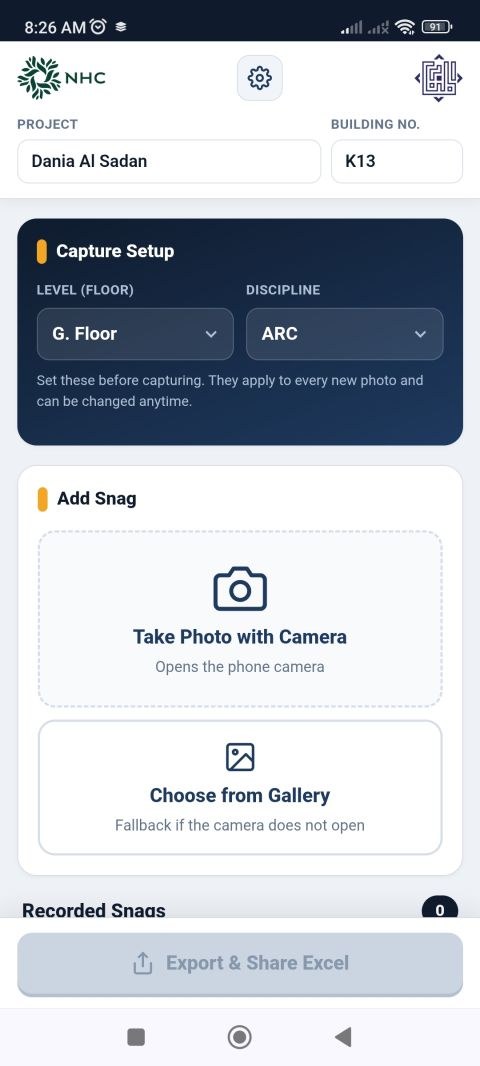 8:26 AM
91
NHC
PROJECT
BUILDING NO.
Dania Al Sadan
K13
Capture Setup
LEVEL (FLOOR)
DISCIPLINE
G. Floor
ARC
Set these before capturing. They apply to every new photo and
can be changed anytime.
Add Snag
Take Photo with Camera
Opens the phone camera
Choose from Gallery
Fallback if the camera does not open
Recorded Snags
0
Export & Share Excel